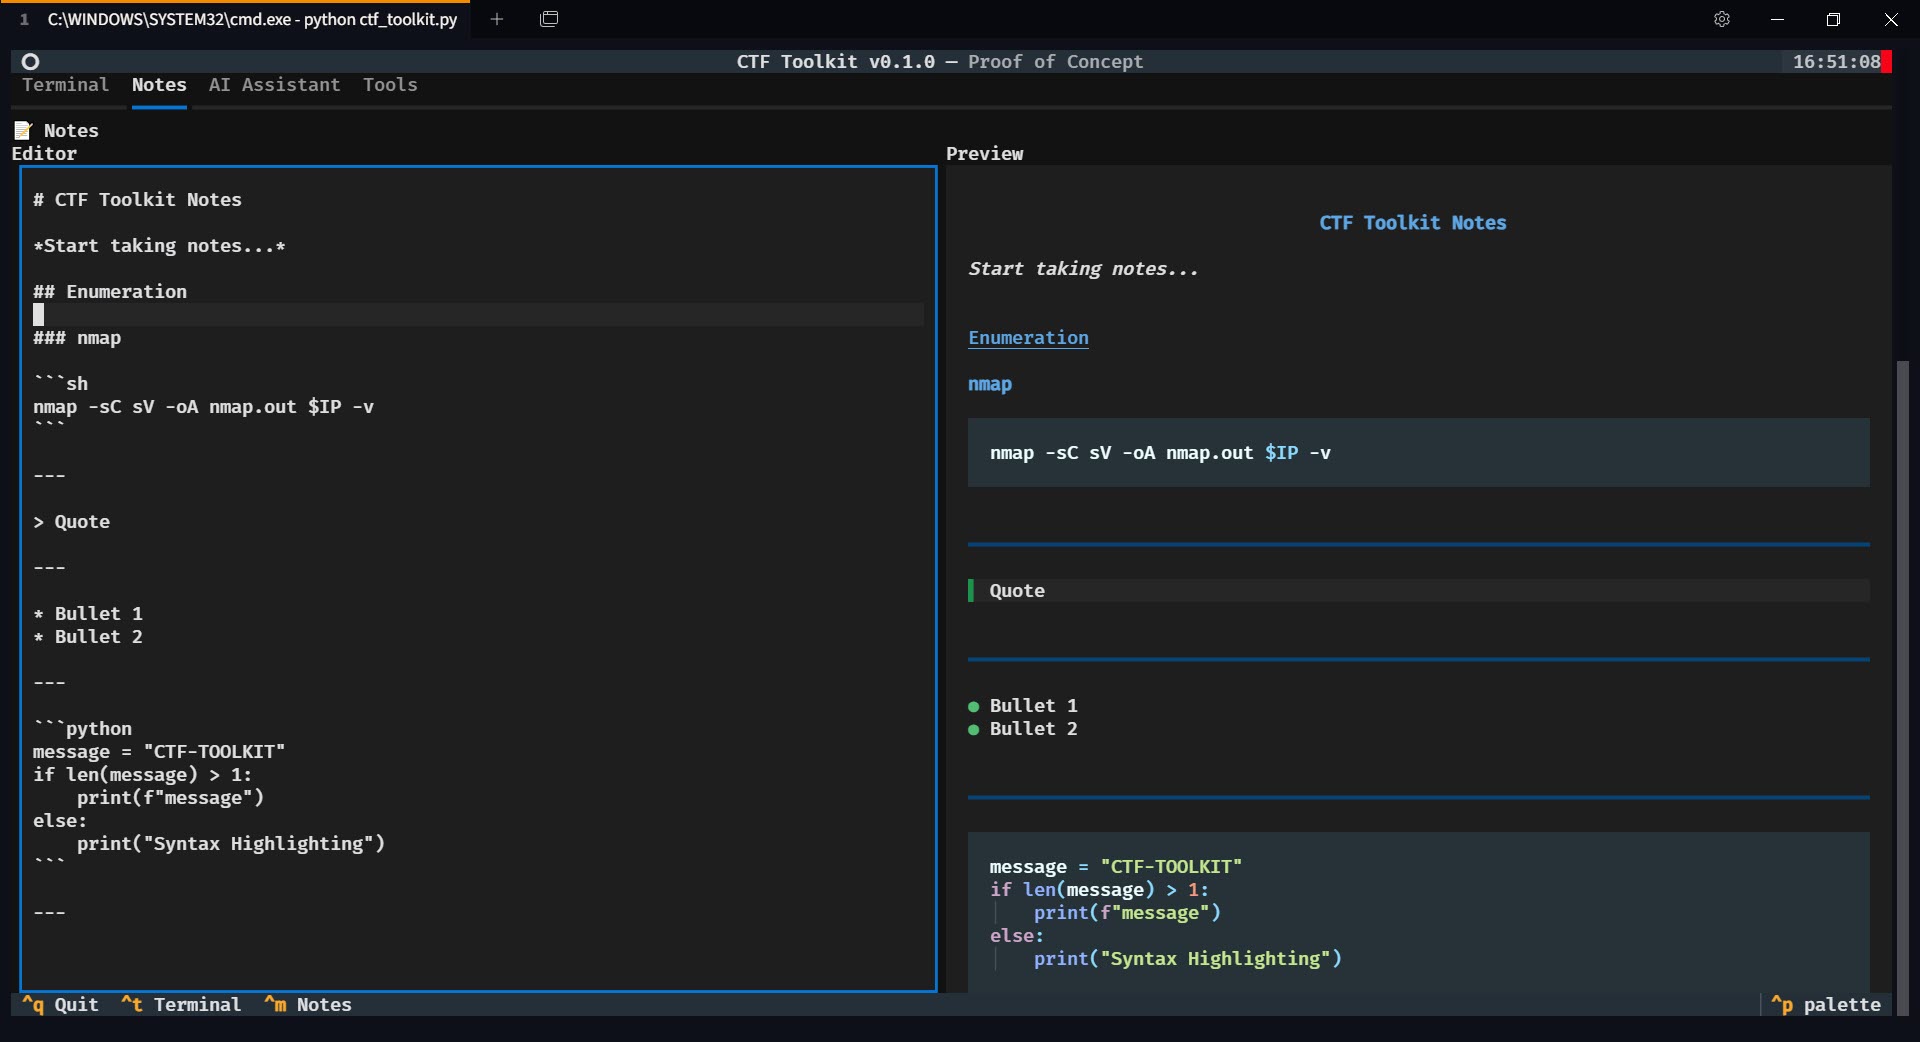 1 C:\WINDOWS\SYSTEM32\cmd.exe - python ctf_toolkit.py
CTF Toolkit v0.1.0 — Proof of Concept
16:51:08
Terminal Notes AI Assistant Tools
📝 Notes
Editor
# CTF Toolkit Notes
*Start taking notes...*
## Enumeration
### nmap
```sh
nmap -sC sV -oA nmap.out $IP -v
```
---
> Quote
---
* Bullet 1
* Bullet 2
---
```python
message = "CTF-TOOLKIT"
if len(message) > 1:
    print(f"message")
else:
    print("Syntax Highlighting")
```
---
Preview
CTF Toolkit Notes
Start taking notes...
Enumeration
nmap
nmap -sC sV -oA nmap.out $IP -v
Quote
● Bullet 1
● Bullet 2
message = "CTF-TOOLKIT"
if len(message) > 1:
    print(f"message")
else:
    print("Syntax Highlighting")
^q Quit ^t Terminal ^m Notes
^p palette